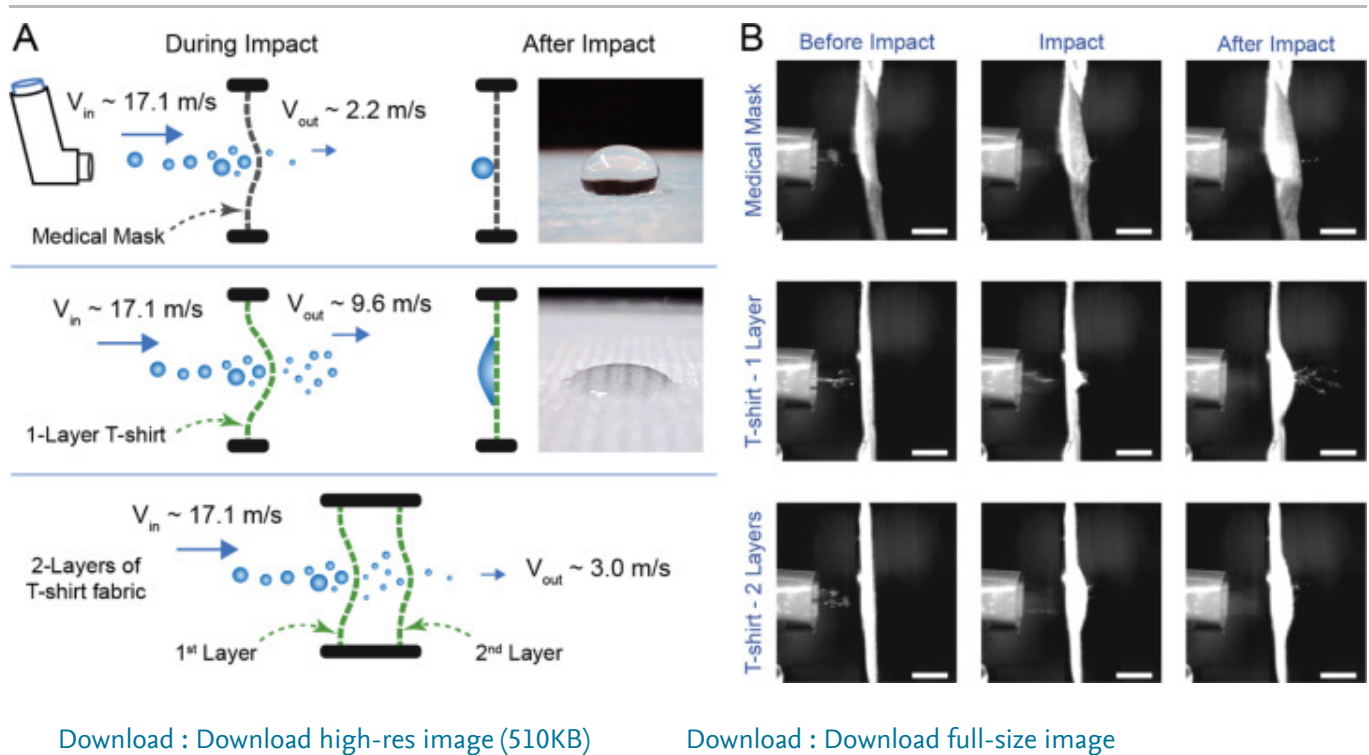 A
During Impact
After Impact
V_in ~ 17.1 m/s
V_out ~ 2.2 m/s
Medical Mask
V_in ~ 17.1 m/s
V_out ~ 9.6 m/s
1-Layer T-shirt
V_in ~ 17.1 m/s
2-Layers of
T-shirt fabric
V_out ~ 3.0 m/s
1st Layer
2nd Layer
B
Before Impact
Impact
After Impact
Medical Mask
T-shirt - 1 Layer
T-shirt - 2 Layers
Download : Download high-res image (510KB)
Download : Download full-size image